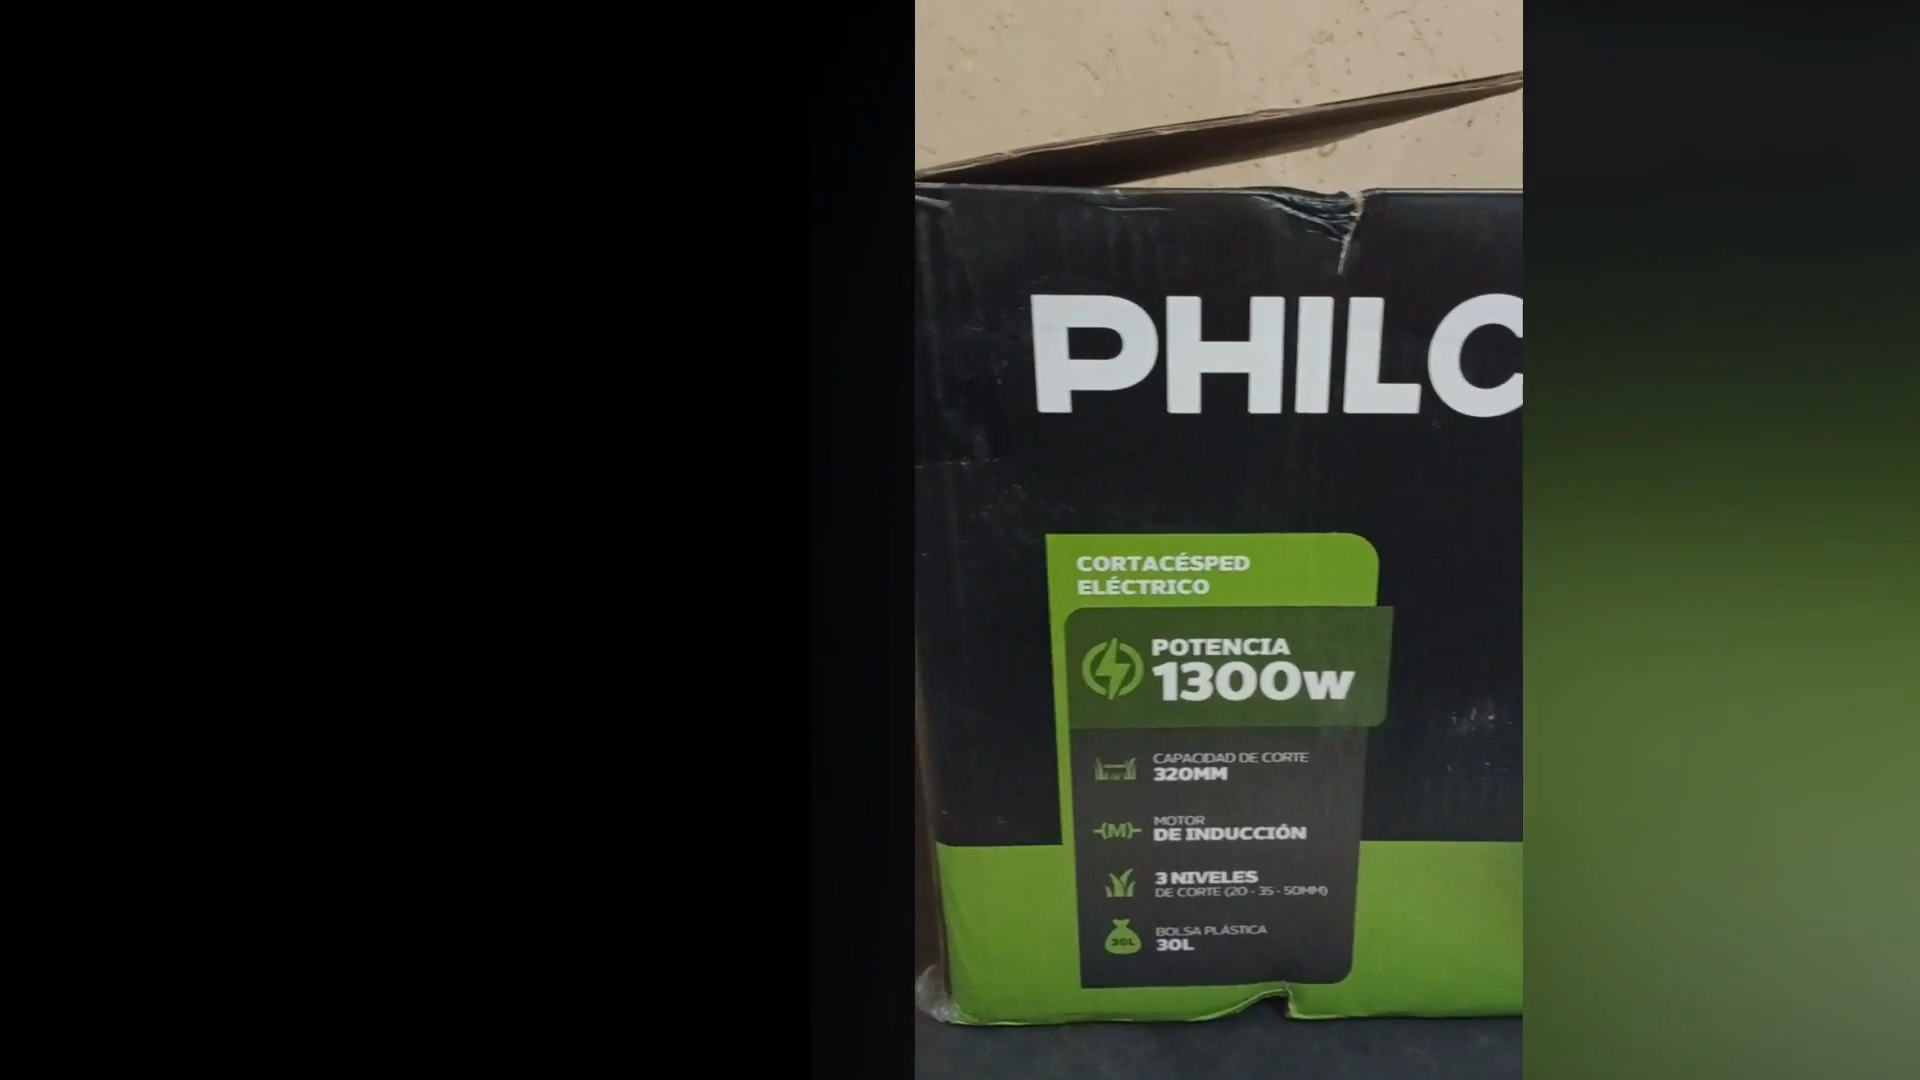 PHILC
CORTACÉSPED
ELÉCTRICO
POTENCIA
1300w
CAPACIDAD DE CORTE
320MM
MOTOR
DE INDUCCIÓN
3 NIVELES
DE CORTE (20 - 35 - 50MM)
BOLSA PLÁSTICA
30L
30L